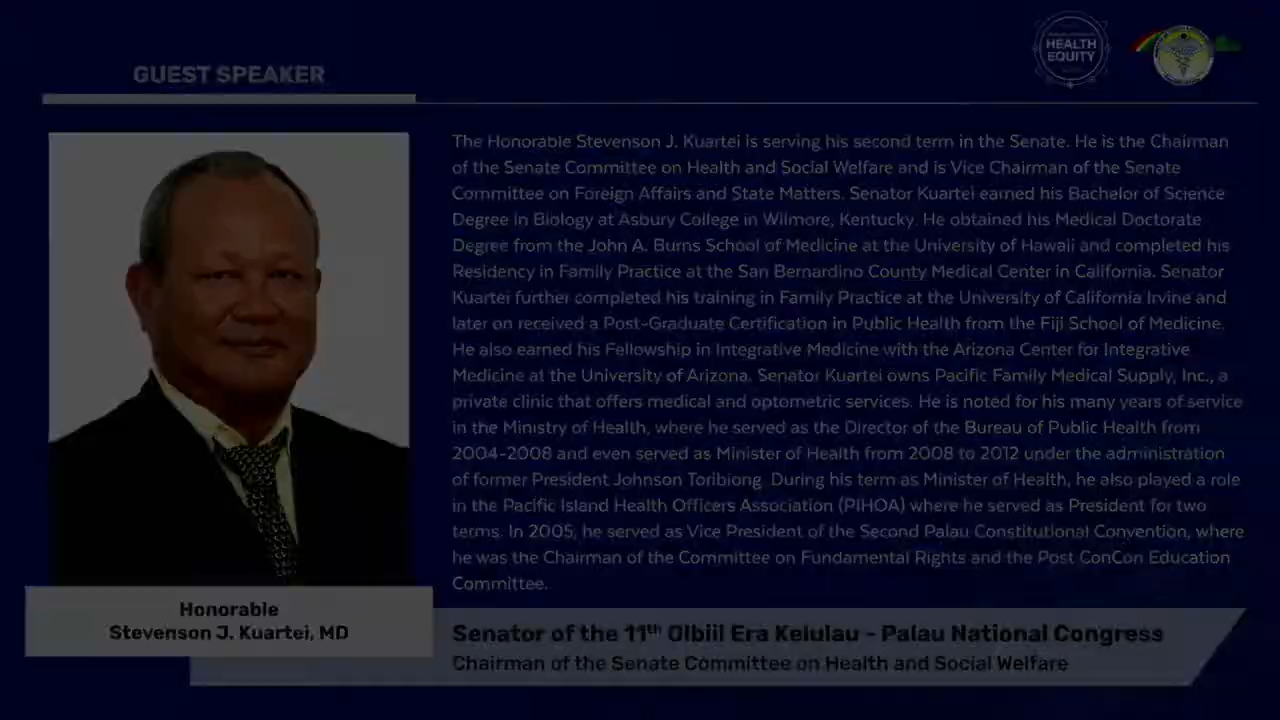 GUEST SPEAKER
HEALTH
EQUITY
The Honorable Stevenson J. Kuartei is serving his second term in the Senate. He is the Chairman
of the Senate Committee on Health and Social Welfare and is Vice Chairman of the Senate
Committee on Foreign Affairs and State Matters. Senator Kuartei earned his Bachelor of Science
Degree in Biology at Asbury College in Wilmore, Kentucky. He obtained his Medical Doctorate
Degree from the John A. Burns School of Medicine at the University of Hawaii and completed his
Residency in Family Practice at the San Bernardino County Medical Center in California. Senator
Kuartei further completed his training in Family Practice at the University of California Irvine and
later on received a Post-Graduate Certification in Public Health from the Fiji School of Medicine.
He also earned his Fellowship in Integrative Medicine with the Arizona Center for Integrative
Medicine at the University of Arizona. Senator Kuartei owns Pacific Family Medical Supply, Inc., a
private clinic that offers medical and optometric services. He is noted for his many years of service
in the Ministry of Health, where he served as the Director of the Bureau of Public Health from
2004-2008 and even served as Minister of Health from 2008 to 2012 under the administration
of former President Johnson Toribiong. During his term as Minister of Health, he also played a role
in the Pacific Island Health Officers Association (PIHOA) where he served as President for two
terms. In 2005, he served as Vice President of the Second Palau Constitutional Convention, where
he was the Chairman of the Committee on Fundamental Rights and the Post ConCon Education
Committee.
Honorable
Stevenson J. Kuartei, MD
Senator of the 11th Olbiil Era Kelulau - Palau National Congress
Chairman of the Senate Committee on Health and Social Welfare